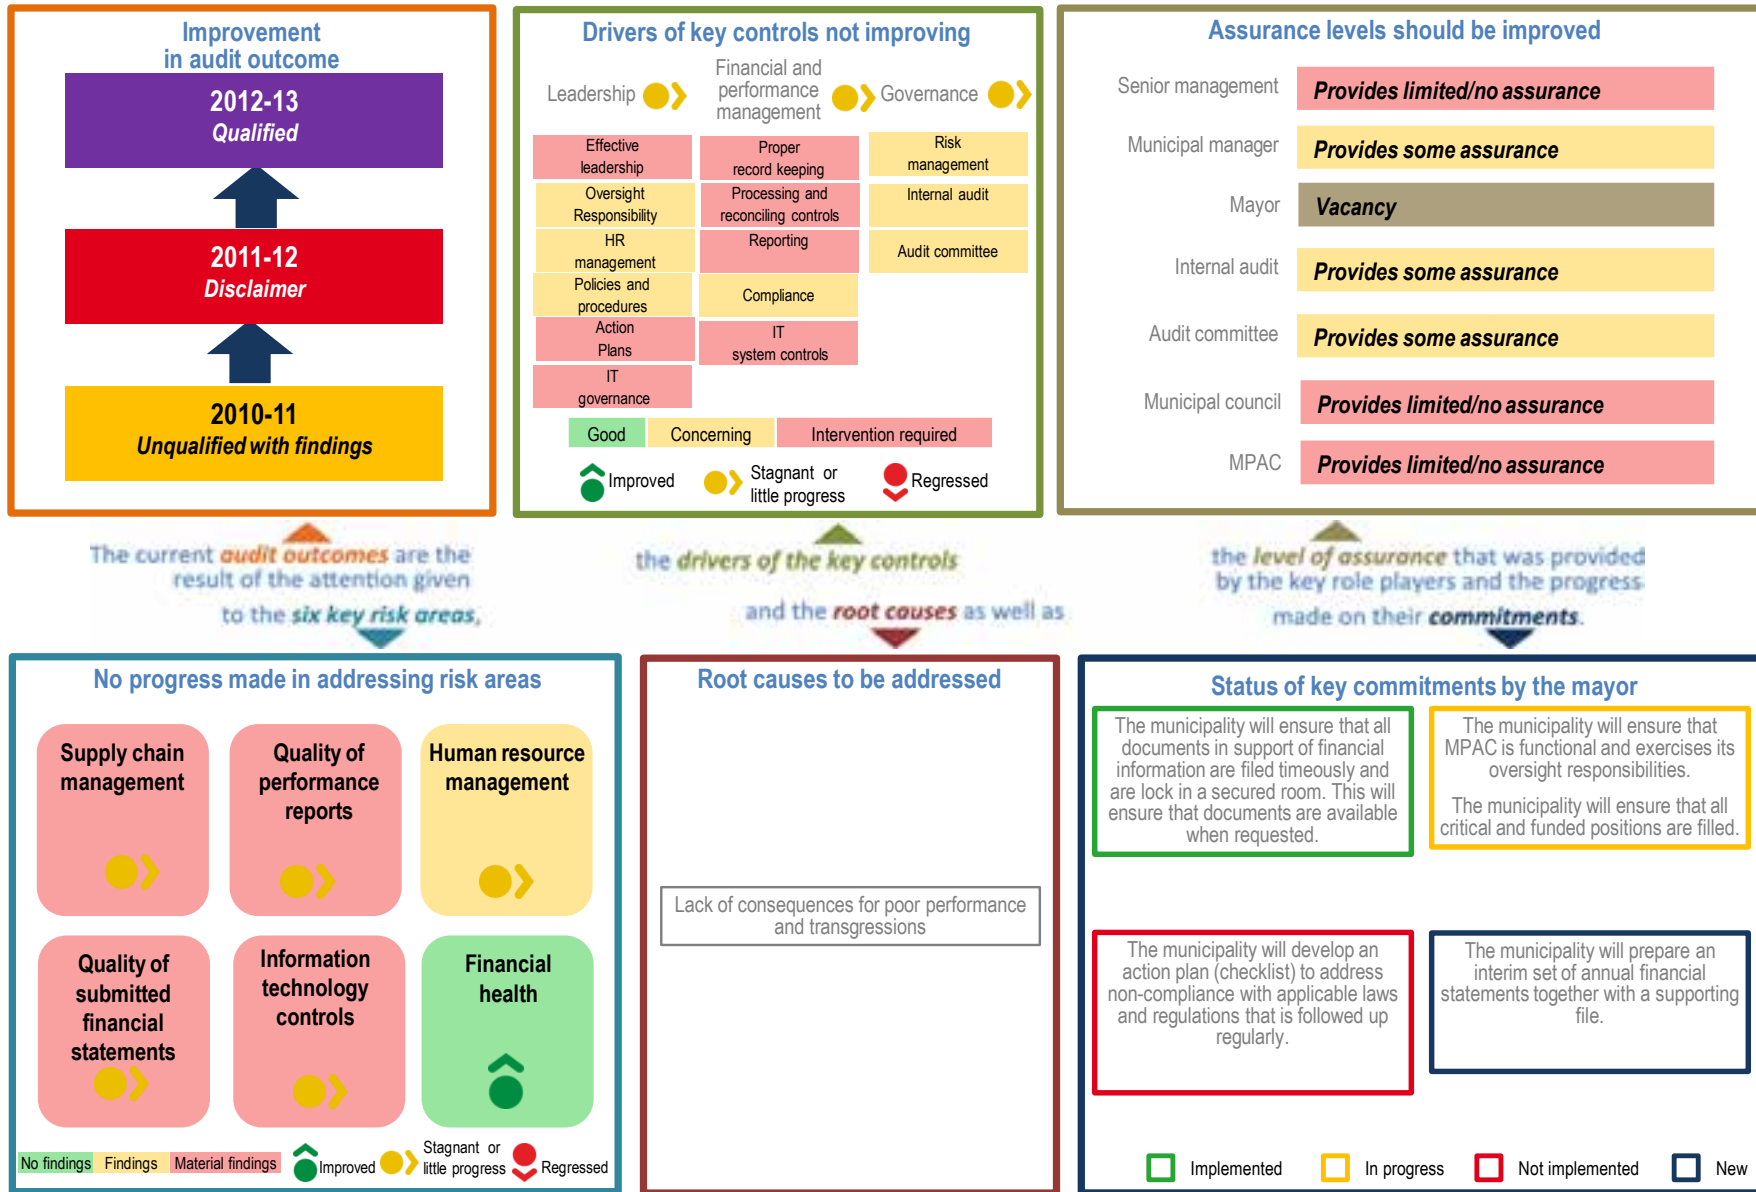 Improvement
in audit outcome
2012-13
Qualified
2011-12
Disclaimer
2010-11
Unqualified with findings
Drivers of key controls not improving
Leadership
Financial and
performance
management
Governance
Effective
leadership
Oversight
Responsibility
HR
management
Policies and
procedures
Action
Plans
IT
governance
Proper
record keeping
Processing and
reconciling controls
Reporting
Compliance
IT
system controls
Risk
management
Internal audit
Audit committee
Good
Concerning
Intervention required
Improved
Stagnant or
little progress
Regressed
Assurance levels should be improved
Senior management
Provides limited/no assurance
Municipal manager
Provides some assurance
Mayor
Vacancy
Internal audit
Provides some assurance
Audit committee
Provides some assurance
Municipal council
Provides limited/no assurance
MPAC
Provides limited/no assurance
The current audit outcomes are the
result of the attention given
to the six key risk areas,
the drivers of the key controls
and the root causes as well as
the level of assurance that was provided
by the key role players and the progress
made on their commitments.
No progress made in addressing risk areas
Supply chain
management
Quality of
performance
reports
Human resource
management
Quality of
submitted
financial
statements
Information
technology
controls
Financial
health
No findings
Findings
Material findings
Improved
Stagnant or
little progress
Regressed
Root causes to be addressed
Lack of consequences for poor performance
and transgressions
Status of key commitments by the mayor
The municipality will ensure that all
documents in support of financial
information are filed timeously and
are lock in a secured room. This will
ensure that documents are available
when requested.
The municipality will ensure that
MPAC is functional and exercises its
oversight responsibilities.
The municipality will ensure that all
critical and funded positions are filled.
The municipality will develop an
action plan (checklist) to address
non-compliance with applicable laws
and regulations that is followed up
regularly.
The municipality will prepare an
interim set of annual financial
statements together with a supporting
file.
Implemented
In progress
Not implemented
New